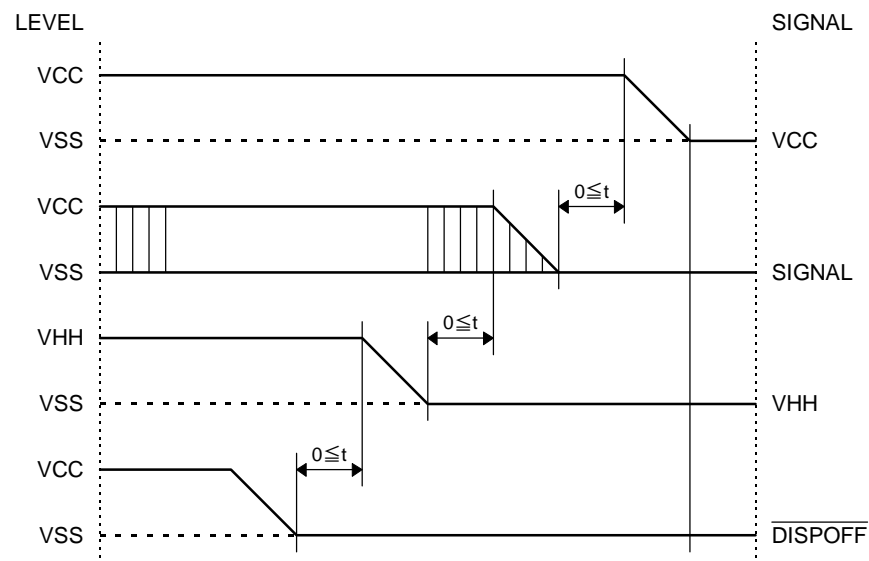 LEVEL SIGNAL
VCC
VSS VCC
0≦t
VCC
VSS SIGNAL
0≦t
VHH
VSS VHH
0≦t
VCC
VSS DISPOFF